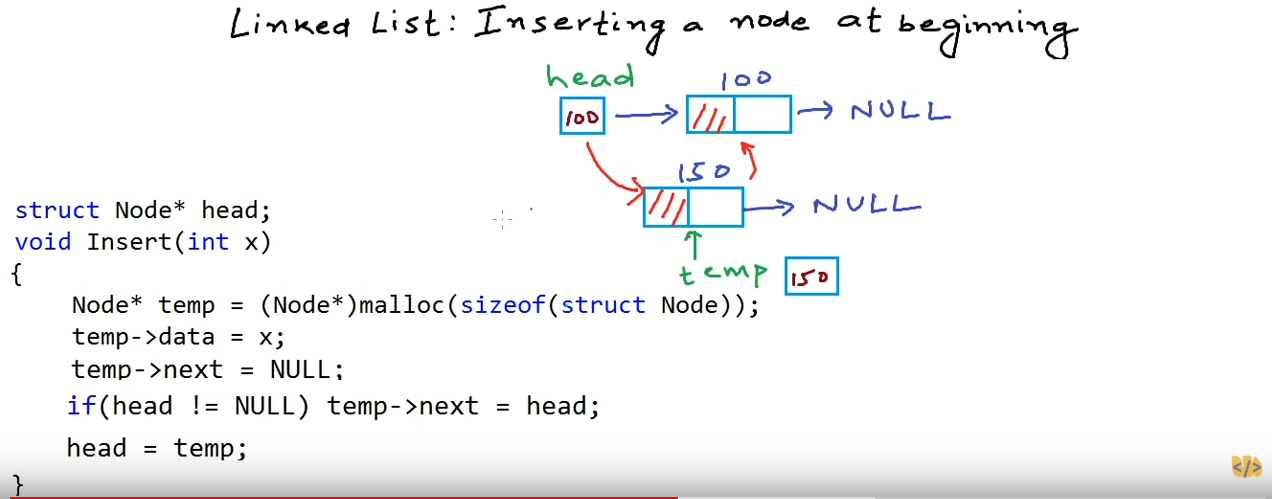 Linked List: Inserting a node at beginning
head
100
100
NULL
150
NULL
temp
150
struct Node* head;
void Insert(int x)
{
Node* temp = (Node*)malloc(sizeof(struct Node));
temp->data = x;
temp->next = NULL;
if(head != NULL) temp->next = head;
head = temp;
}